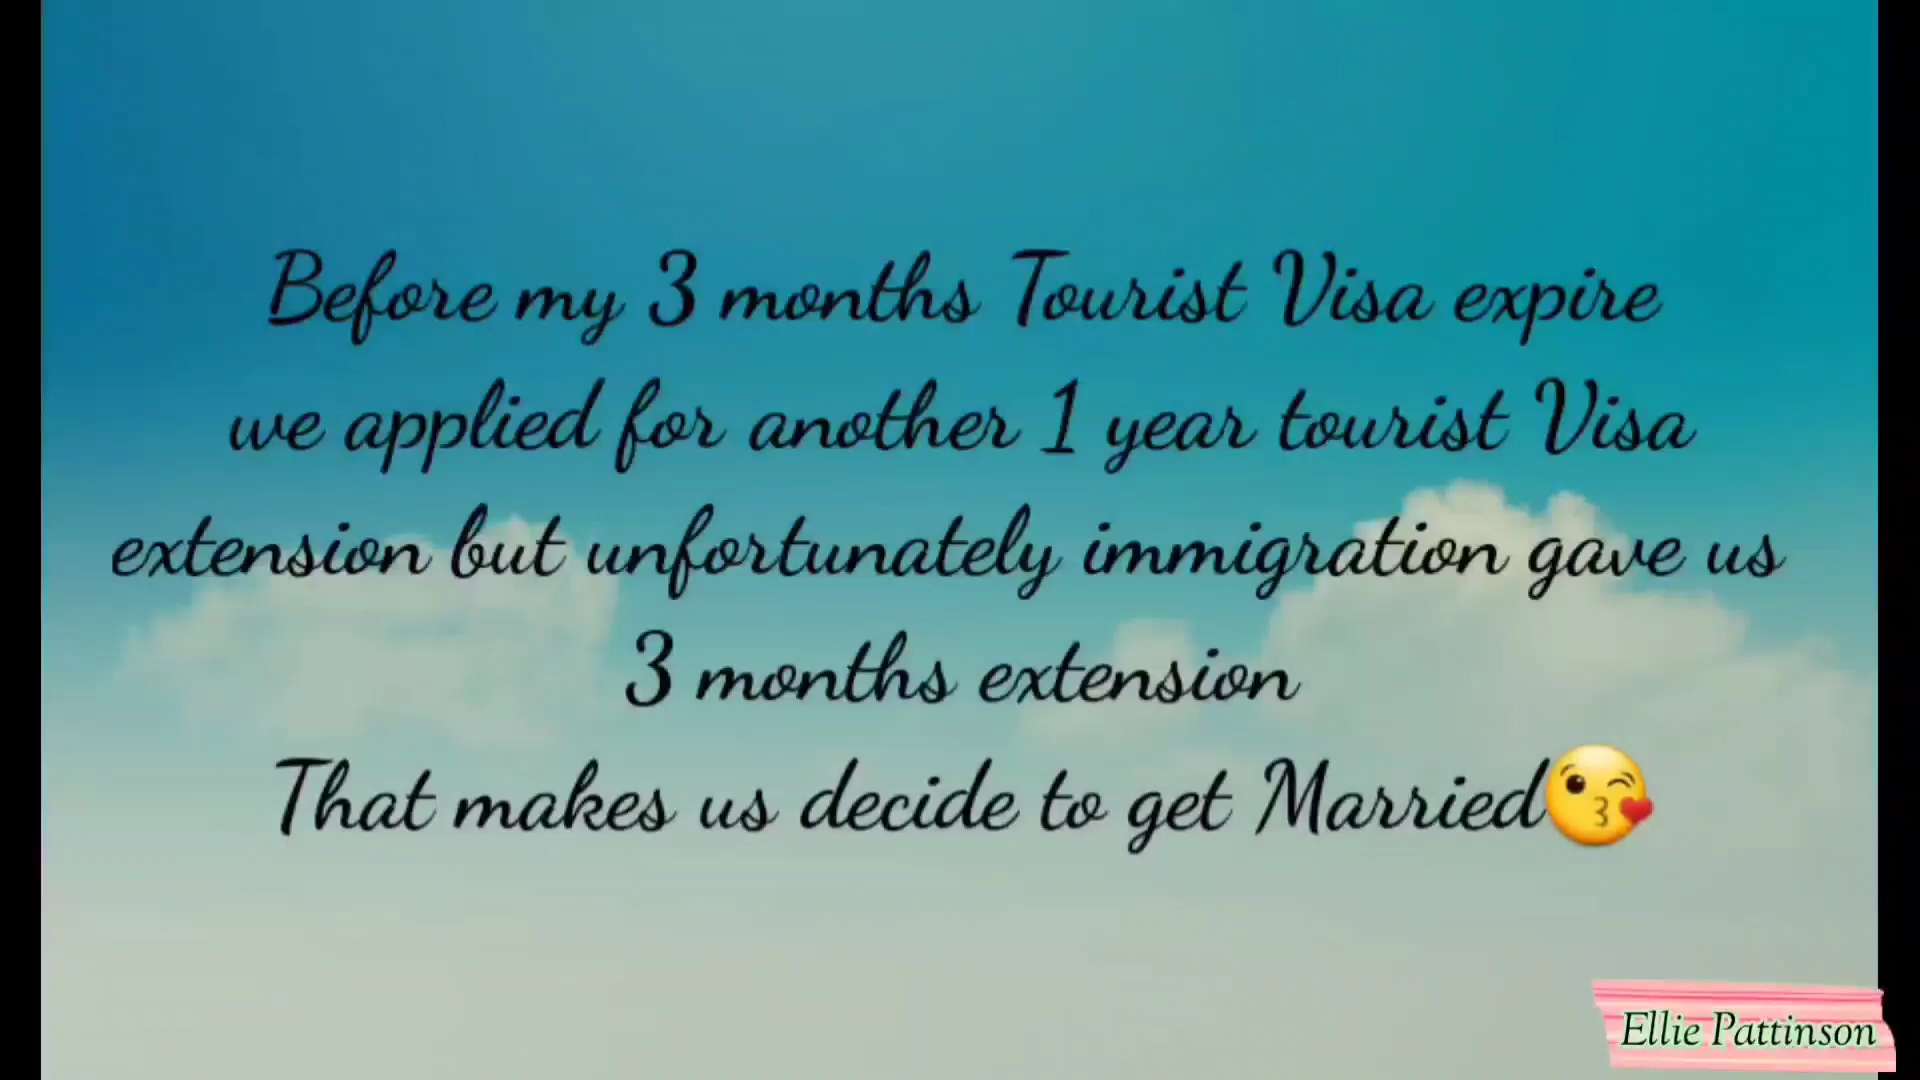 Before my 3 months Tourist Visa expire
we applied for another 1 year tourist Visa
extension but unfortunately immigration gave us
3 months extension
That makes us decide to get Married😘
Ellie Pattinson